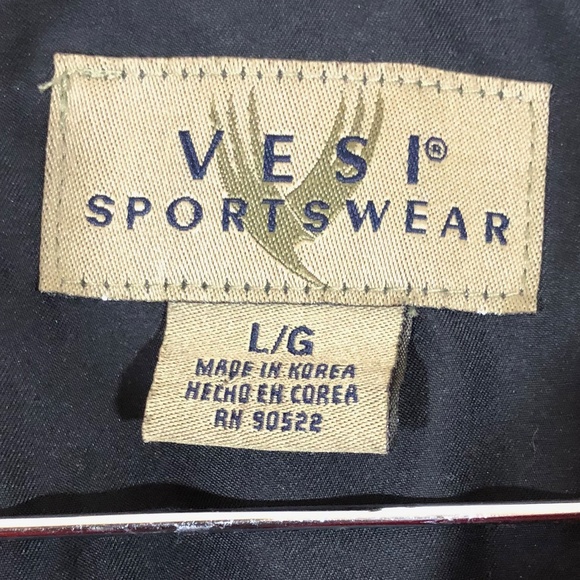 VESI®
SPORTSWEAR
L/G
MADE IN KOREA
HECHO EN COREA
RN 90522